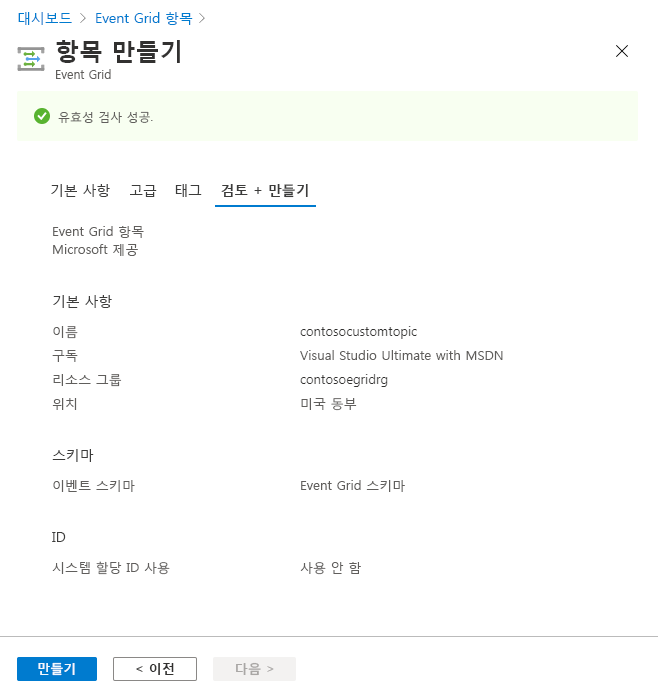 대시보드 > Event Grid 항목 >
항목 만들기
Event Grid
유효성 검사 성공.
기본 사항 고급 태그 검토 + 만들기
Event Grid 항목
Microsoft 제공
기본 사항
이름 contosocustomtopic
구독 Visual Studio Ultimate with MSDN
리소스 그룹 contosoegridrg
위치 미국 동부
스키마
이벤트 스키마 Event Grid 스키마
ID
시스템 할당 ID 사용 사용 안 함
만들기 < 이전 다음 >